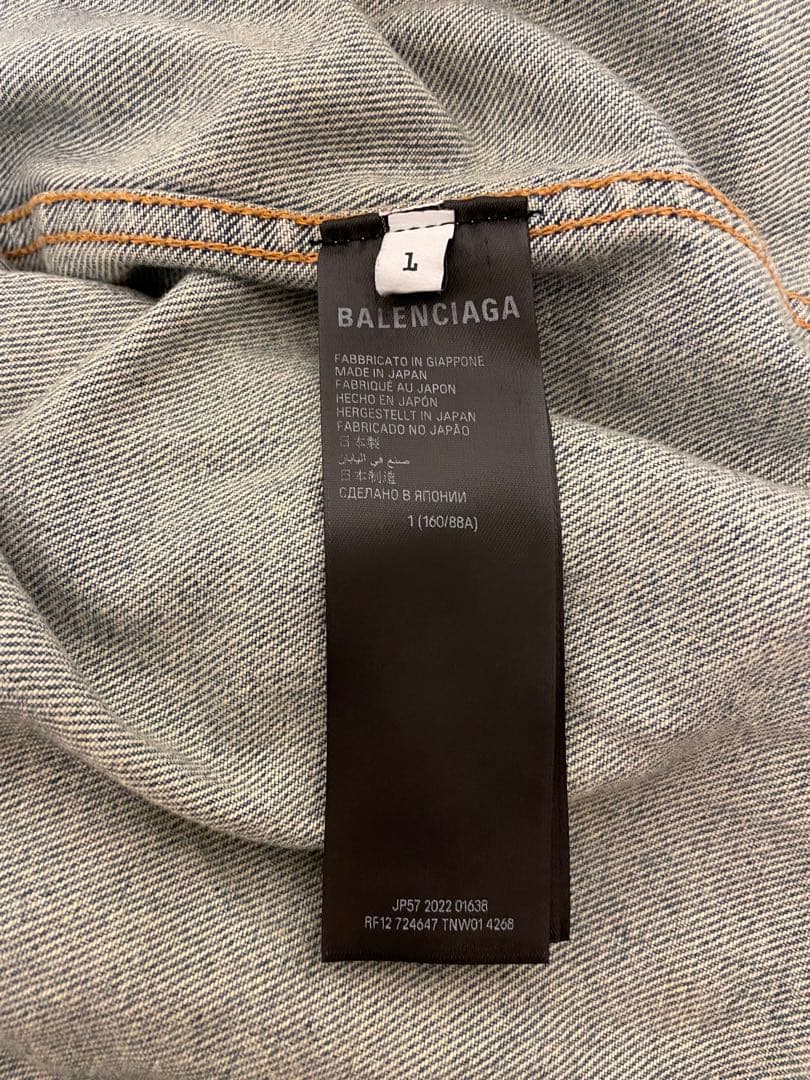 1
BALENCIAGA
FABBRICATO IN GIAPPONE
MADE IN JAPAN
FABRIQUÉ AU JAPON
HECHO EN JAPÓN
HERGESTELLT IN JAPAN
FABRICADO NO JAPÃO
日本製
صنع في اليابان
日本制造
СДЕЛАНО В ЯПОНИИ
1 (160/88A)
JP57 2022 01638
RF12 724647 TNW01 4268